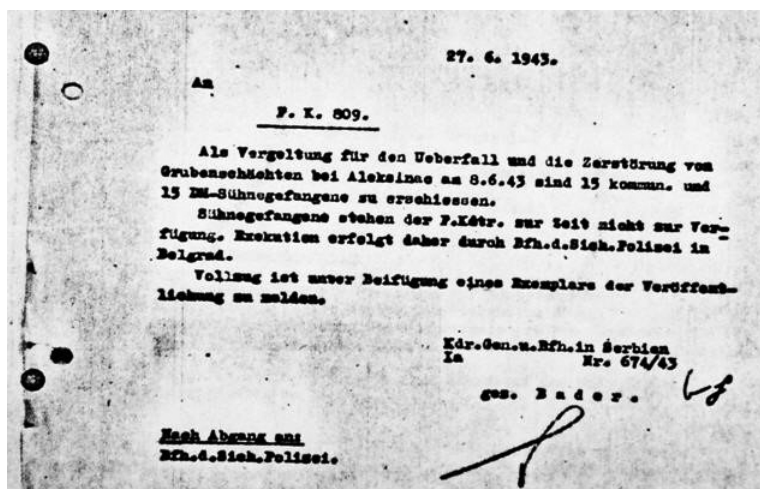 27. 6. 1943.
An
F. K. 809.
Als Vergeltung für den Ueberfall und die Zerstörung von
Grubenschächten bei Aleksinac am 8.6.43 sind 15 kommun. und
15 DM-Sühnegefangene zu erschiessen.
Sühnegefangene stehen der F.Kdtr. zur Zeit nicht zur Ver-
fügung. Exekution erfolgt daher durch Bfh.d.Sich.Polizei in
Belgrad.
Vollzug ist unter Beifügung eines Exemplars der Veröffent-
lichung zu melden.
Kdr.Gen.u.Bfh.in Serbien
Ia Nr. 674/43
gez. B a d e r .
Nach Abgang an:
Bfh.d.Sich.Polizei.